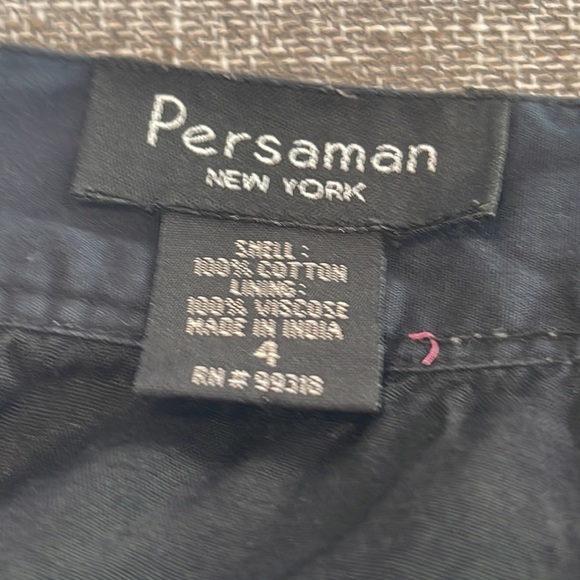 Persaman
NEW YORK
SHELL:
100% COTTON
LINING:
100% VISCOSE
MADE IN INDIA
4
RN # 99318